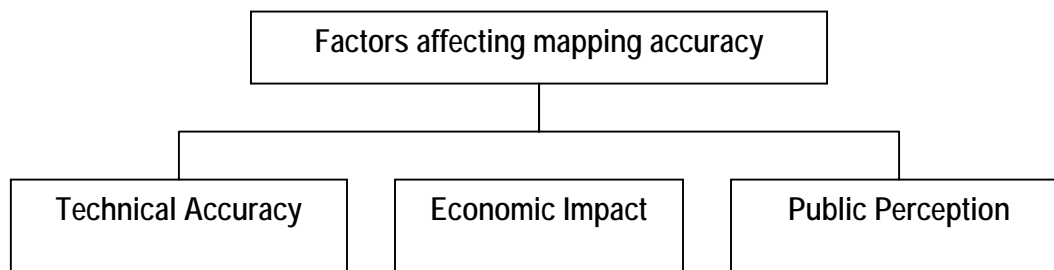 Factors affecting mapping accuracy
Technical Accuracy
Economic Impact
Public Perception